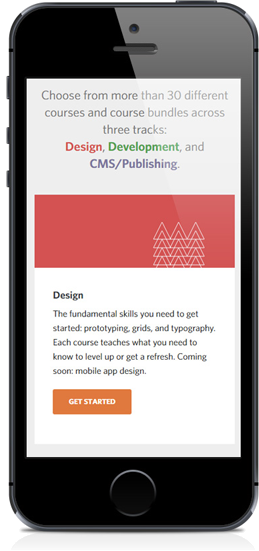 Choose from more than 30 different
courses and course bundles across
three tracks:
Design, Development, and
CMS/Publishing.
Design
The fundamental skills you need to get
started: prototyping, grids, and typography.
Each course teaches what you need to
know to level up or get a refresh. Coming
soon: mobile app design.
GET STARTED